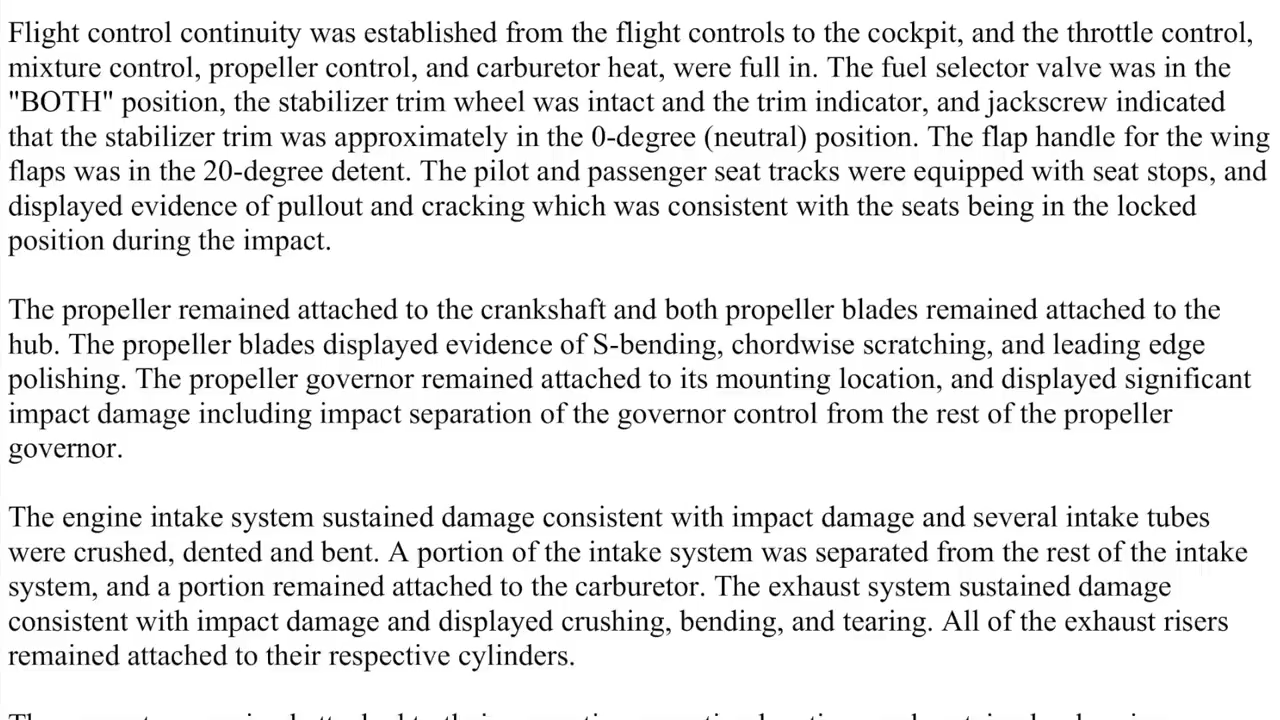 Flight control continuity was established from the flight controls to the cockpit, and the throttle control,
mixture control, propeller control, and carburetor heat, were full in. The fuel selector valve was in the
"BOTH" position, the stabilizer trim wheel was intact and the trim indicator, and jackscrew indicated
that the stabilizer trim was approximately in the 0-degree (neutral) position. The flap handle for the wing
flaps was in the 20-degree detent. The pilot and passenger seat tracks were equipped with seat stops, and
displayed evidence of pullout and cracking which was consistent with the seats being in the locked
position during the impact.
The propeller remained attached to the crankshaft and both propeller blades remained attached to the
hub. The propeller blades displayed evidence of S-bending, chordwise scratching, and leading edge
polishing. The propeller governor remained attached to its mounting location, and displayed significant
impact damage including impact separation of the governor control from the rest of the propeller
governor.
The engine intake system sustained damage consistent with impact damage and several intake tubes
were crushed, dented and bent. A portion of the intake system was separated from the rest of the intake
system, and a portion remained attached to the carburetor. The exhaust system sustained damage
consistent with impact damage and displayed crushing, bending, and tearing. All of the exhaust risers
remained attached to their respective cylinders.